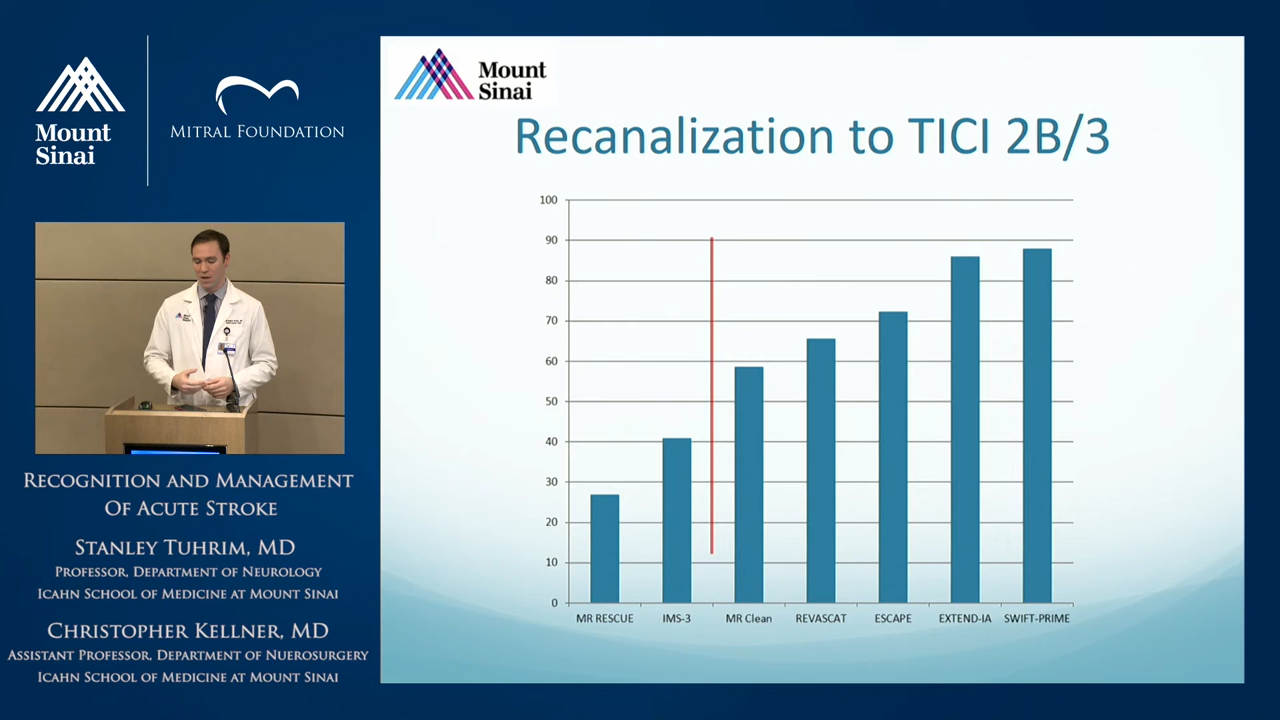 Mount
Sinai
MITRAL FOUNDATION
RECOGNITION AND MANAGEMENT
OF ACUTE STROKE
STANLEY TUHRIM, MD
PROFESSOR, DEPARTMENT OF NEUROLOGY
ICAHN SCHOOL OF MEDICINE AT MOUNT SINAI
CHRISTOPHER KELLNER, MD
ASSISTANT PROFESSOR, DEPARTMENT OF NUEROSURGERY
ICAHN SCHOOL OF MEDICINE AT MOUNT SINAI
Mount
Sinai
Recanalization to TICI 2B/3
100
90
80
70
60
50
40
30
20
10
0
MR RESCUE IMS-3 MR Clean REVASCAT ESCAPE EXTEND-IA SWIFT-PRIME